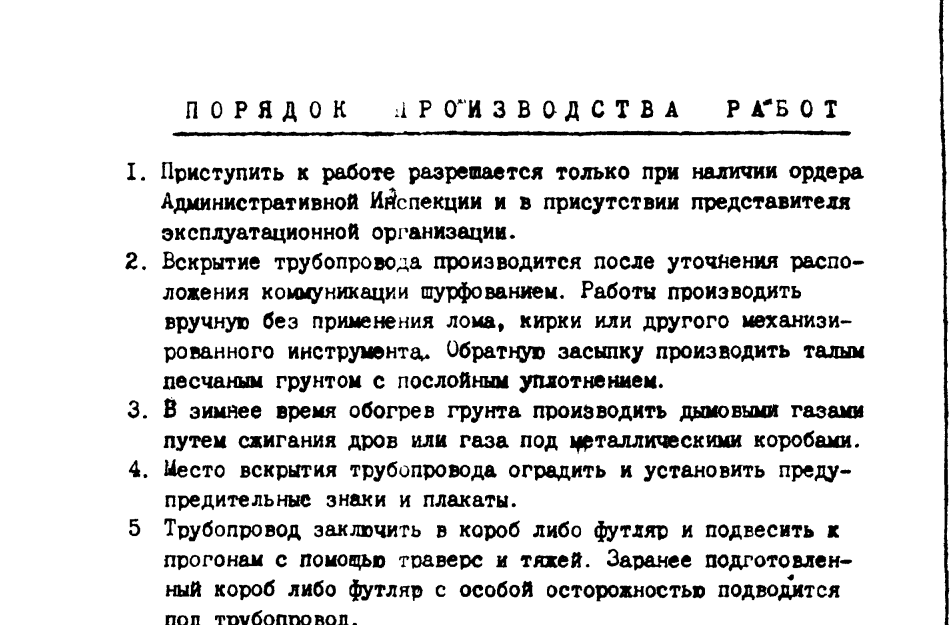 ПОРЯДОК ПРОИЗВОДСТВА РАБОТ
1. Приступить к работе разрешается только при наличии ордера
Административной Инспекции и в присутствии представителя
эксплуатационной организации.
2. Вскрытие трубопровода производится после уточнения распо-
ложения коммуникации шурфованием. Работы производить
вручную без применения лома, кирки или другого механизи-
рованного инструмента. Обратную засыпку производить талым
песчаным грунтом с послойным уплотнением.
3. В зимнее время обогрев грунта производить дымовыми газами
путем сжигания дров или газа под металлическими коробами.
4. Место вскрытия трубопровода оградить и установить преду-
предительные знаки и плакаты.
5 Трубопровод заключить в короб либо футляр и подвесить к
прогонам с помощью траверс и тяжей. Заранее подготовлен-
ный короб либо футляр с особой осторожностью подводится
под трубопровод.